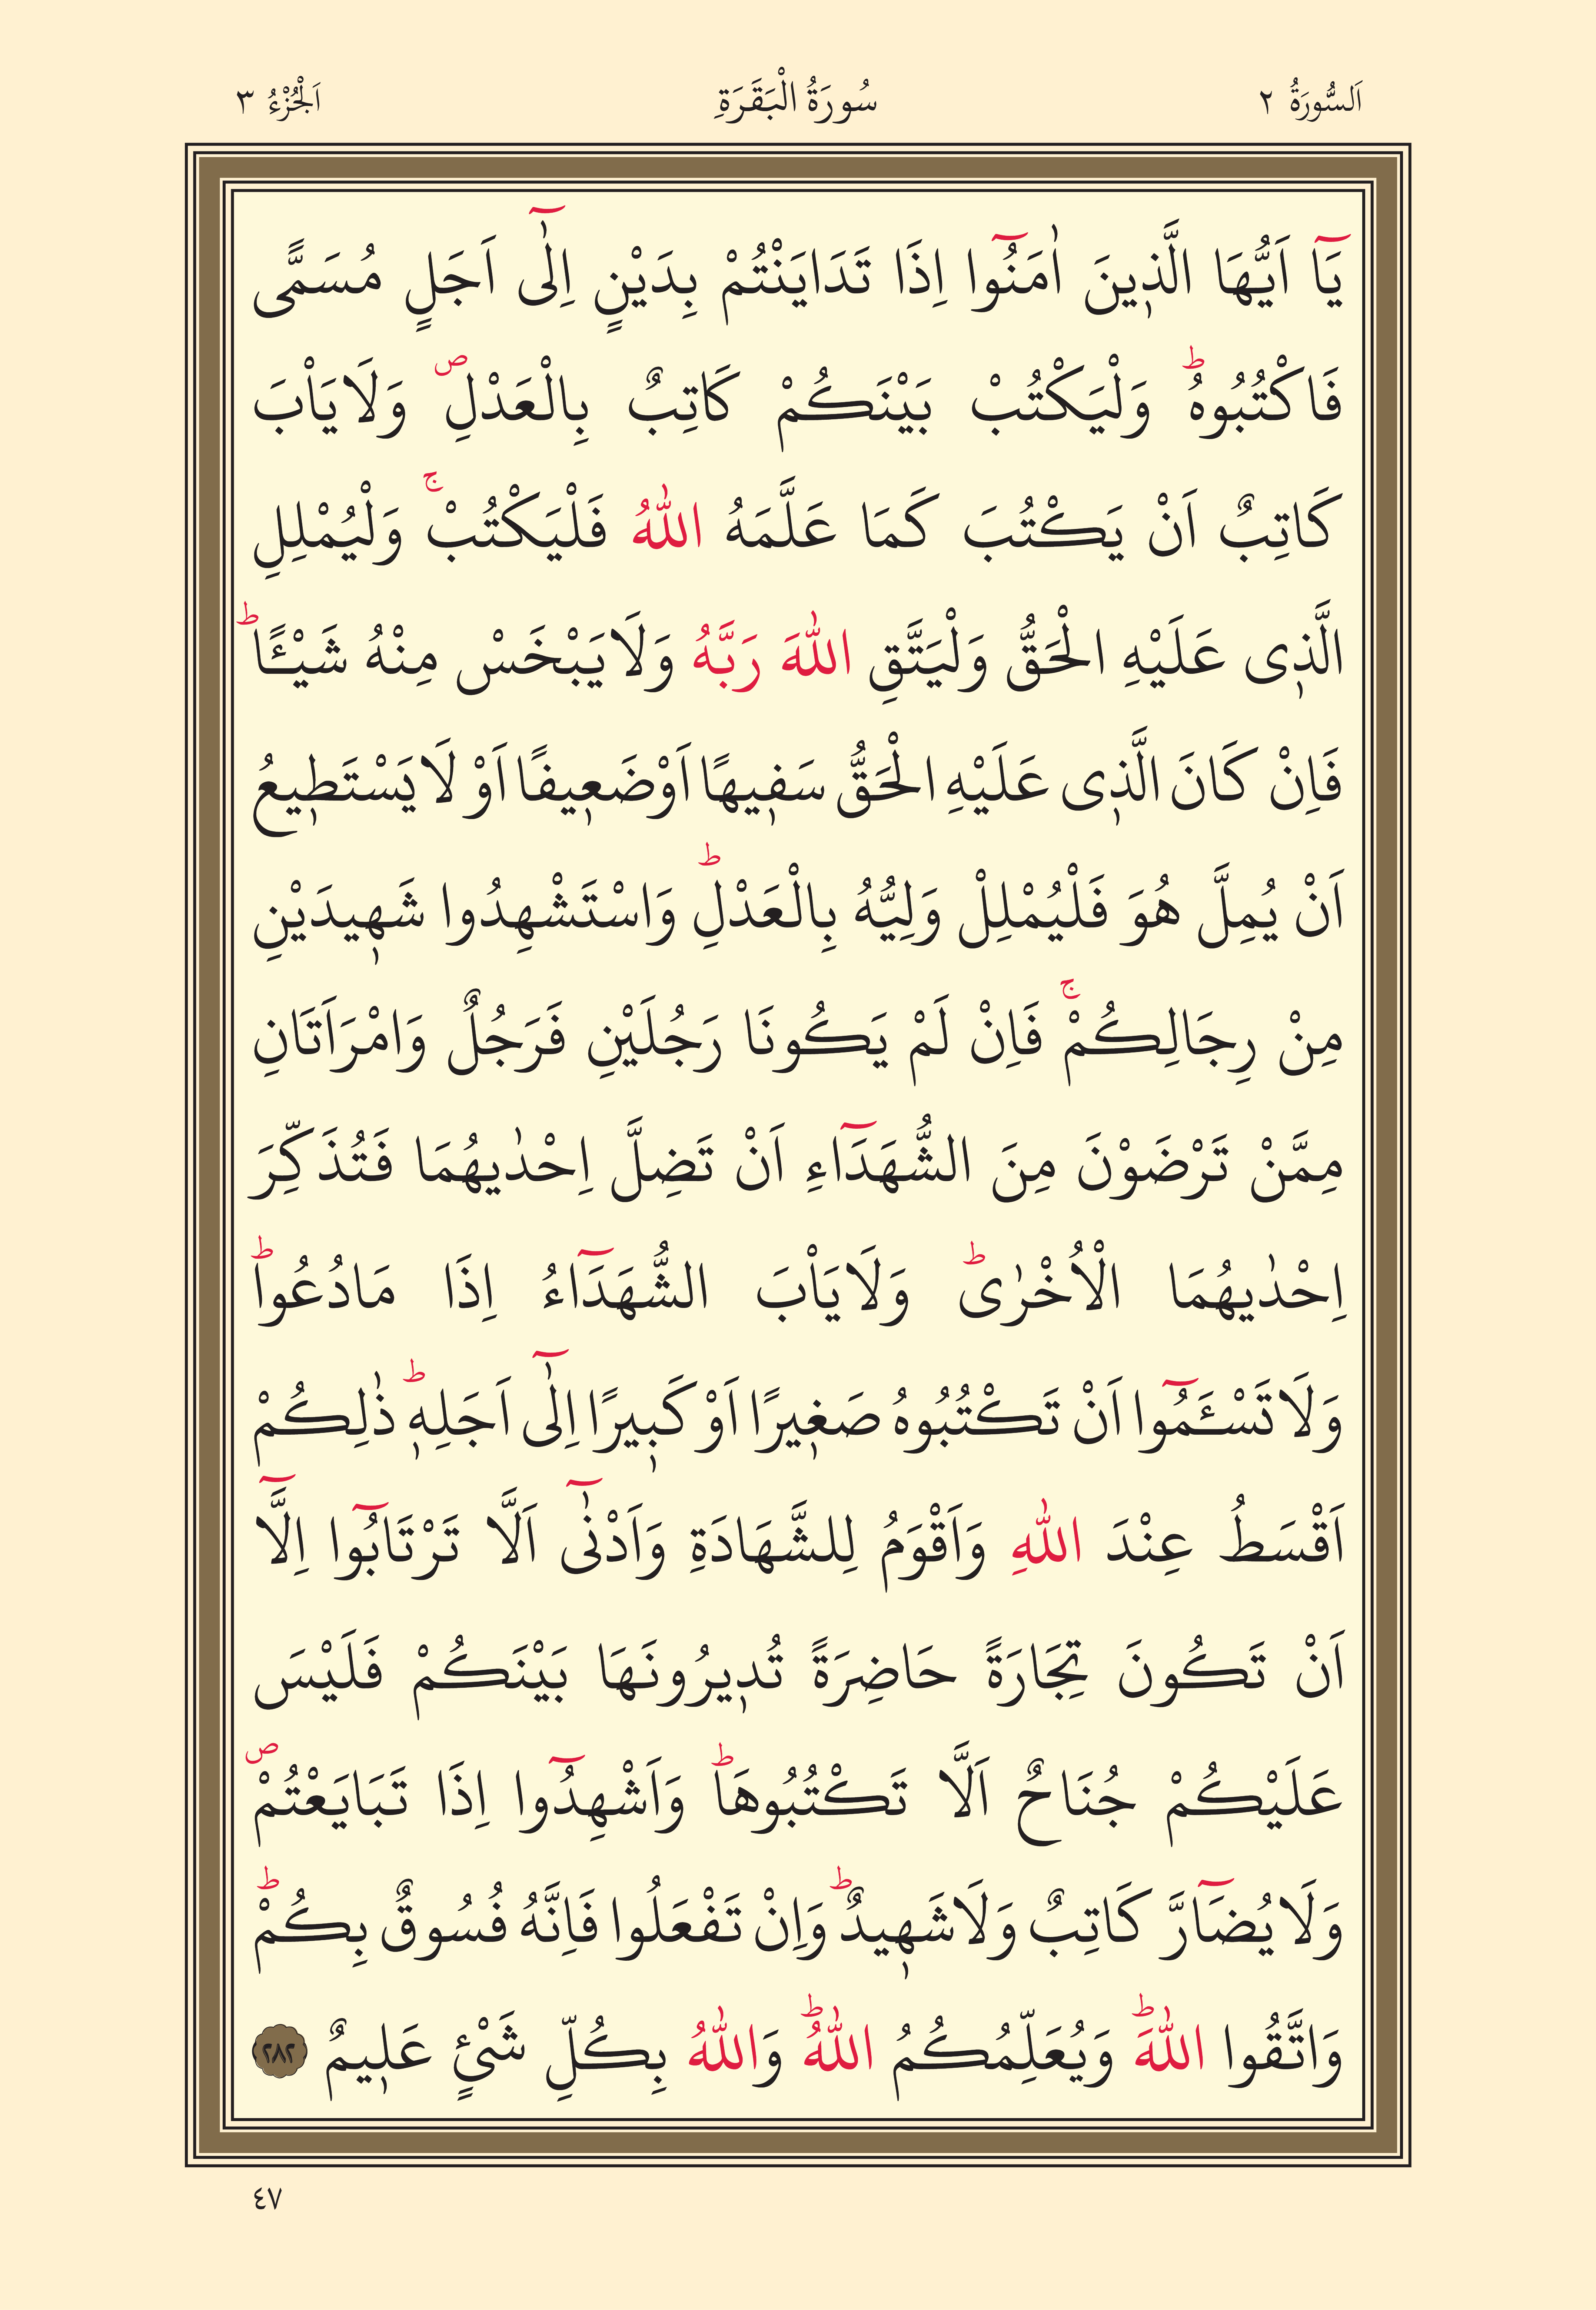 اَلسُّورَةُ ٢ سُورَةُ الْبَقَرَةِ اَلْجُزْءُ ٣
يَٓا اَيُّهَا الَّذ۪ينَ اٰمَنُٓوا اِذَا تَدَايَنْتُمْ بِدَيْنٍ اِلٰٓى اَجَلٍ مُسَمًّى
فَاكْتُبُوهُۜ وَلْيَكْتُبْ بَيْنَكُمْ كَاتِبٌ بِالْعَدْلِۖ وَلَا يَأْبَ
كَاتِبٌ اَنْ يَكْتُبَ كَمَا عَلَّمَهُ اللّٰهُ فَلْيَكْتُبْۚ وَلْيُمْلِلِ
الَّذ۪ى عَلَيْهِ الْحَقُّ وَلْيَتَّقِ اللّٰهَ رَبَّهُ وَلَا يَبْخَسْ مِنْهُ شَيْـًٔاۜ
فَاِنْ كَانَ الَّذ۪ى عَلَيْهِ الْحَقُّ سَف۪يهًا اَوْ ضَع۪يفًا اَوْ لَا يَسْتَط۪يعُ
اَنْ يُمِلَّ هُوَ فَلْيُمْلِلْ وَلِيُّهُ بِالْعَدْلِۜ وَاسْتَشْهِدُوا شَه۪يدَيْنِ
مِنْ رِجَالِكُمْۚ فَاِنْ لَمْ يَكُونَا رَجُلَيْنِ فَرَجُلٌ وَامْرَاَتَانِ
مِمَّنْ تَرْضَوْنَ مِنَ الشُّهَدَٓاءِ اَنْ تَضِلَّ اِحْدٰيهُمَا فَتُذَكِّرَ
اِحْدٰيهُمَا الْاُخْرٰىۜ وَلَا يَأْبَ الشُّهَدَٓاءُ اِذَا مَا دُعُواۜ
وَلَا تَسْـَٔمُٓوا اَنْ تَكْتُبُوهُ صَغ۪يرًا اَوْ كَب۪يرًا اِلٰٓى اَجَلِه۪ۜ ذٰلِكُمْ
اَقْسَطُ عِنْدَ اللّٰهِ وَاَقْوَمُ لِلشَّهَادَةِ وَاَدْنٰٓى اَلَّا تَرْتَابُٓوا اِلَّٓا
اَنْ تَكُونَ تِجَارَةً حَاضِرَةً تُد۪يرُونَهَا بَيْنَكُمْ فَلَيْسَ
عَلَيْكُمْ جُنَاحٌ اَلَّا تَكْتُبُوهَاۜ وَاَشْهِدُٓوا اِذَا تَبَايَعْتُمْۖ
وَلَا يُضَٓارَّ كَاتِبٌ وَلَا شَه۪يدٌۜ وَاِنْ تَفْعَلُوا فَاِنَّهُ فُسُوقٌ بِكُمْۜ
وَاتَّقُوا اللّٰهَۜ وَيُعَلِّمُكُمُ اللّٰهُۜ وَاللّٰهُ بِكُلِّ شَىْءٍ عَل۪يمٌ ٢٨٢
٤٧